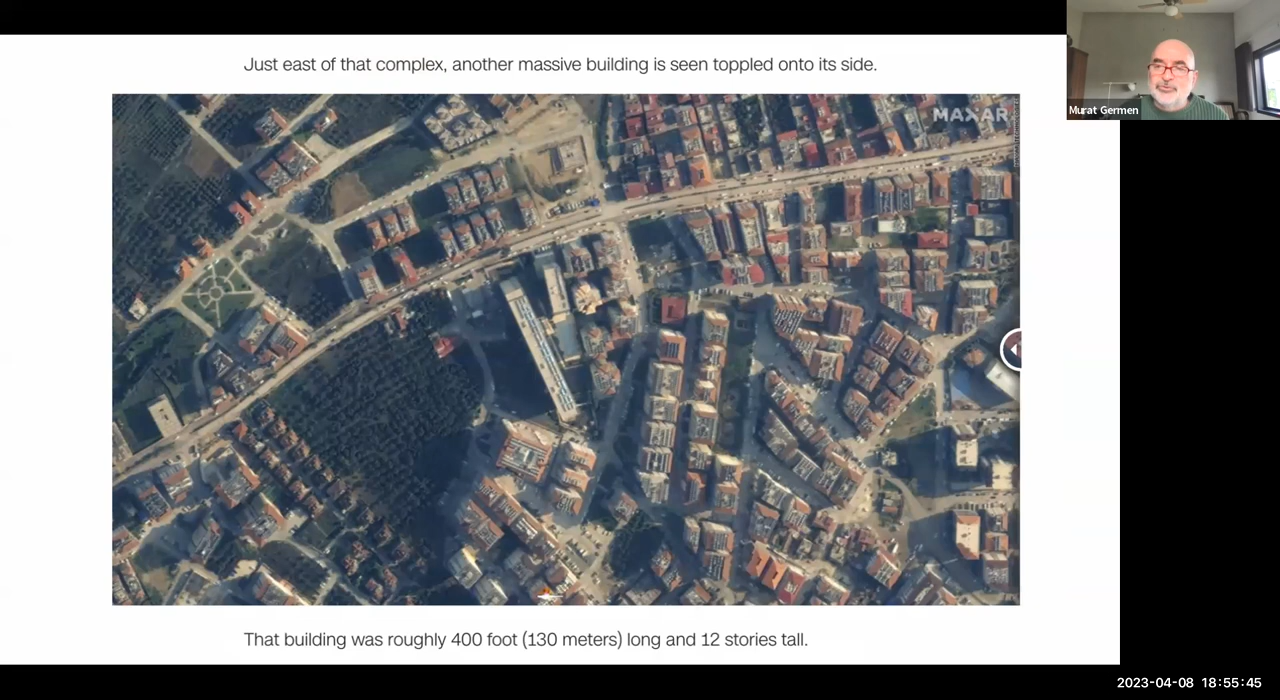 Just east of that complex, another massive building is seen toppled onto its side.
MAXAR
Murat Germen
That building was roughly 400 foot (130 meters) long and 12 stories tall.
2023-04-08 18:55:45